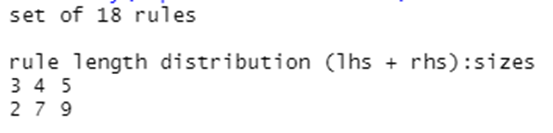 set of 18 rules
rule length distribution (lhs + rhs):sizes
3 4 5
2 7 9